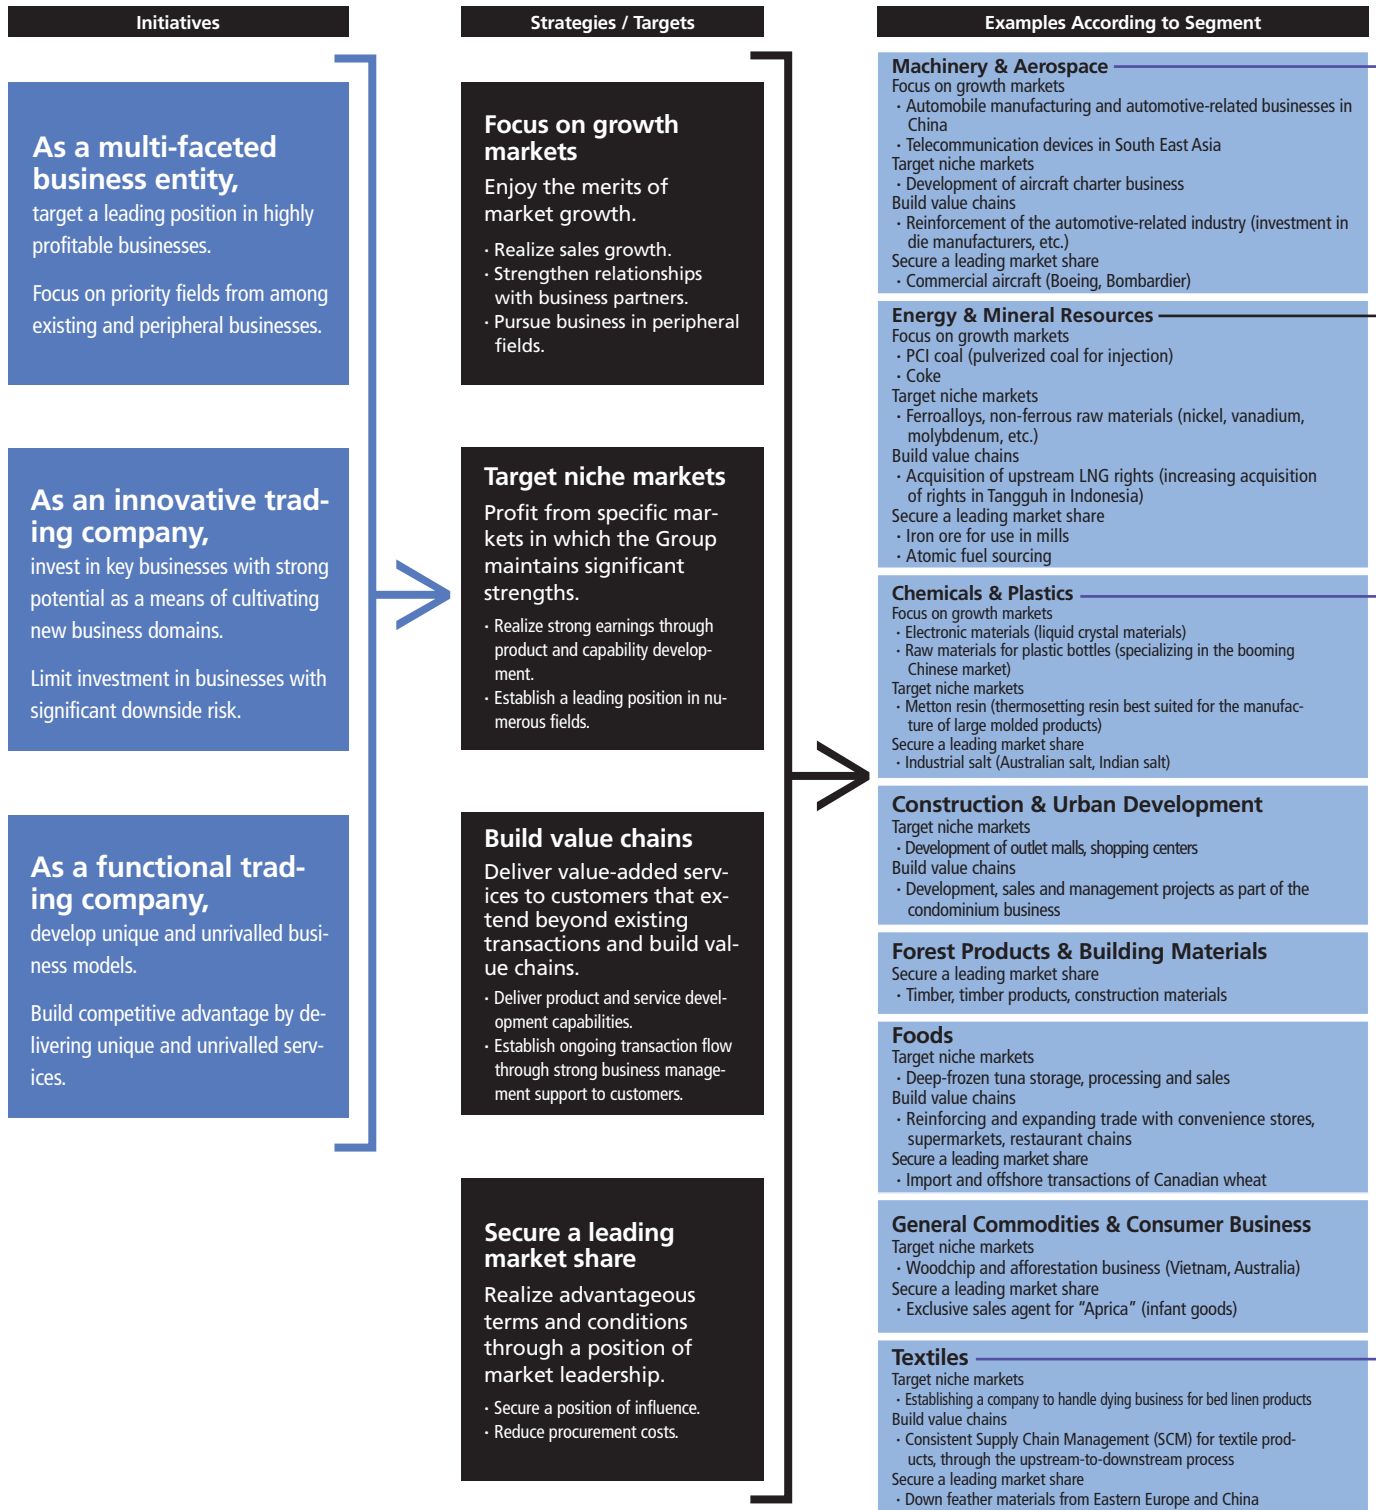 Initiatives
As a multi-faceted
business entity,
target a leading position in highly
profitable businesses.
Focus on priority fields from among
existing and peripheral businesses.
As an innovative trad-
ing company,
invest in key businesses with strong
potential as a means of cultivating
new business domains.
Limit investment in businesses with
significant downside risk.
As a functional trad-
ing company,
develop unique and unrivalled busi-
ness models.
Build competitive advantage by de-
livering unique and unrivalled serv-
ices.
Strategies / Targets
Focus on growth
markets
Enjoy the merits of
market growth.
· Realize sales growth.
· Strengthen relationships
with business partners.
· Pursue business in peripheral
fields.
Target niche markets
Profit from specific mar-
kets in which the Group
maintains significant
strengths.
· Realize strong earnings through
product and capability develop-
ment.
· Establish a leading position in nu-
merous fields.
Build value chains
Deliver value-added serv-
ices to customers that ex-
tend beyond existing
transactions and build val-
ue chains.
· Deliver product and service devel-
opment capabilities.
· Establish ongoing transaction flow
through strong business manage-
ment support to customers.
Secure a leading
market share
Realize advantageous
terms and conditions
through a position of
market leadership.
· Secure a position of influence.
· Reduce procurement costs.
Examples According to Segment
Machinery & Aerospace
Focus on growth markets
· Automobile manufacturing and automotive-related businesses in
China
· Telecommunication devices in South East Asia
Target niche markets
· Development of aircraft charter business
Build value chains
· Reinforcement of the automotive-related industry (investment in
die manufacturers, etc.)
Secure a leading market share
· Commercial aircraft (Boeing, Bombardier)
Energy & Mineral Resources
Focus on growth markets
· PCI coal (pulverized coal for injection)
· Coke
Target niche markets
· Ferroalloys, non-ferrous raw materials (nickel, vanadium,
molybdenum, etc.)
Build value chains
· Acquisition of upstream LNG rights (increasing acquisition
of rights in Tangguh in Indonesia)
Secure a leading market share
· Iron ore for use in mills
· Atomic fuel sourcing
Chemicals & Plastics
Focus on growth markets
· Electronic materials (liquid crystal materials)
· Raw materials for plastic bottles (specializing in the booming
Chinese market)
Target niche markets
· Metton resin (thermosetting resin best suited for the manufac-
ture of large molded products)
Secure a leading market share
· Industrial salt (Australian salt, Indian salt)
Construction & Urban Development
Target niche markets
· Development of outlet malls, shopping centers
Build value chains
· Development, sales and management projects as part of the
condominium business
Forest Products & Building Materials
Secure a leading market share
· Timber, timber products, construction materials
Foods
Target niche markets
· Deep-frozen tuna storage, processing and sales
Build value chains
· Reinforcing and expanding trade with convenience stores,
supermarkets, restaurant chains
Secure a leading market share
· Import and offshore transactions of Canadian wheat
General Commodities & Consumer Business
Target niche markets
· Woodchip and afforestation business (Vietnam, Australia)
Secure a leading market share
· Exclusive sales agent for "Aprica" (infant goods)
Textiles
Target niche markets
· Establishing a company to handle dying business for bed linen products
Build value chains
· Consistent Supply Chain Management (SCM) for textile prod-
ucts, through the upstream-to-downstream process
Secure a leading market share
· Down feather materials from Eastern Europe and China